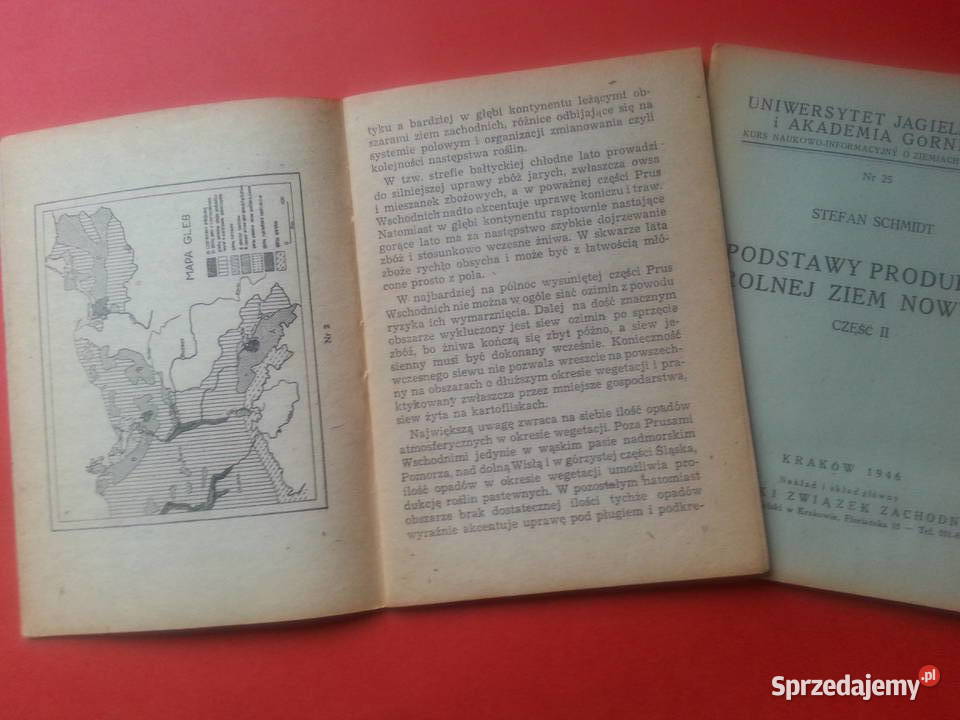 MAPA GLEB
Nr 2
tyku a bardziej w głębi kontynentu leżącymi ob-
szarami ziem zachodnich, różnice odbijające się na
systemie polowym i organizacji zmianowania czyli
kolejności następstwa roślin.
W tzw. strefie bałtyckiej chłodne lato prowadzi
do silniejszej uprawy zbóż jarych, zwłaszcza owsa
i mieszanek zbożowych, a w poważnej części Prus
Wschodnich nadto akcentuje uprawę koniczu i traw.
Natomiast w głębi kontynentu raptownie nastające
gorące lato ma za następstwo szybkie dojrzewanie
zbóż i stosunkowo wczesne żniwa. W skwarze lata
zboże rychło obsycha i może być z łatwością młó-
cone prosto z pola.
W najbardziej na północ wysuniętej części Prus
Wschodnich nie można w ogóle siać ozimin z powodu
ryzyka ich wymarznięcia. Dalej na dość znacznym
obszarze wykluczony jest siew ozimin po sprzęcie
zbóż, bo żniwa kończą się zbyt późno, a siew je-
sienny musi być dokonany wcześnie. Konieczność
wczesnego siewu nie pozwala wreszcie na powszech-
ny na obszarach o dłuższym okresie wegetacji i pra-
ktykowany zwłaszcza przez mniejsze gospodarstwa,
siew żyta na kartofliskach.
Największą uwagę zwraca na siebie ilość opadów
atmosferycznych w okresie wegetacji. Poza Prusami
Wschodnimi jedynie w wąskim pasie nadmorskim
Pomorza, nad dolną Wisłą i w górzystej części Śląska,
ilość opadów w okresie wegetacji umożliwia pro-
dukcję roślin pastewnych. W pozostałym natomiast
obszarze brak dostatecznej ilości tychże opadów
wyraźnie akcentuje uprawę pod pługiem i podkre-
UNIWERSYTET JAGIEL
i AKADEMIA GÓRN
KURS NAUKOWO-INFORMACYJNY O ZIEMIACH
Nr 25
STEFAN SCHMIDT
PODSTAWY PRODU
ROLNEJ ZIEM NOW
CZĘŚĆ II
KRAKÓW 1946
Nakład i skład główny
KI ZWIĄZEK ZACHODN
w Krakowie, Floriańska 15 — Tel.
Sprzedajemy.pl